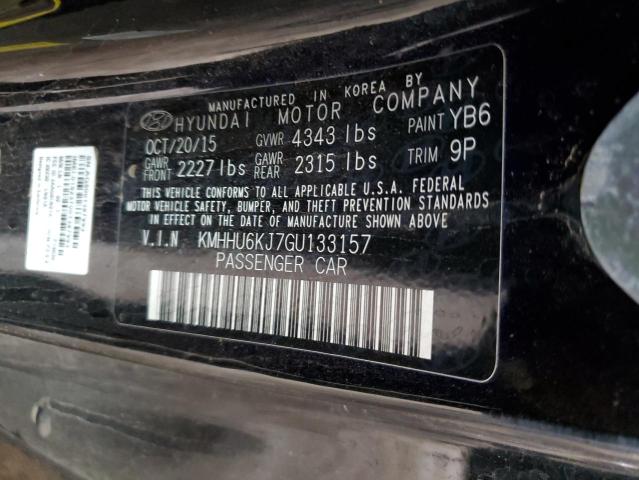 MANUFACTURED IN KOREA BY
HYUNDAI MOTOR COMPANY
OCT/20/15 GVWR 4343 lbs PAINT YB6
GAWR FRONT 2227 lbs GAWR REAR 2315 lbs TRIM 9P
THIS VEHICLE CONFORMS TO ALL APPLICABLE U.S.A. FEDERAL
MOTOR VEHICLE SAFETY, BUMPER, AND THEFT PREVENTION STANDARDS
IN EFFECT ON THE DATE OF MANUFACTURE SHOWN ABOVE.
V.I.N KMHHU6KJ7GU133157
PASSENGER CAR